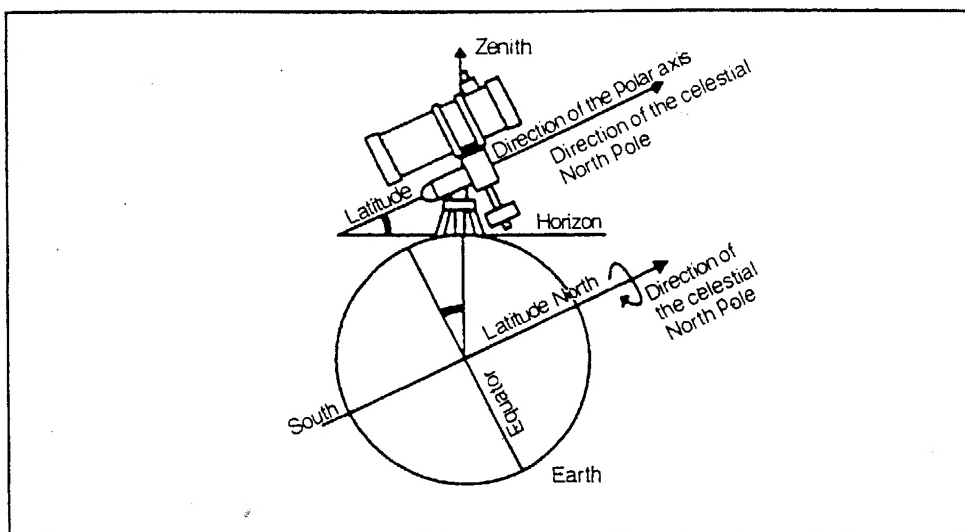 Zenith
Direction of the Polar axis
Direction of the celestial
North Pole
Latitude
Horizon
Latitude North
Direction of
the celestial
North Pole
South
Equator
Earth